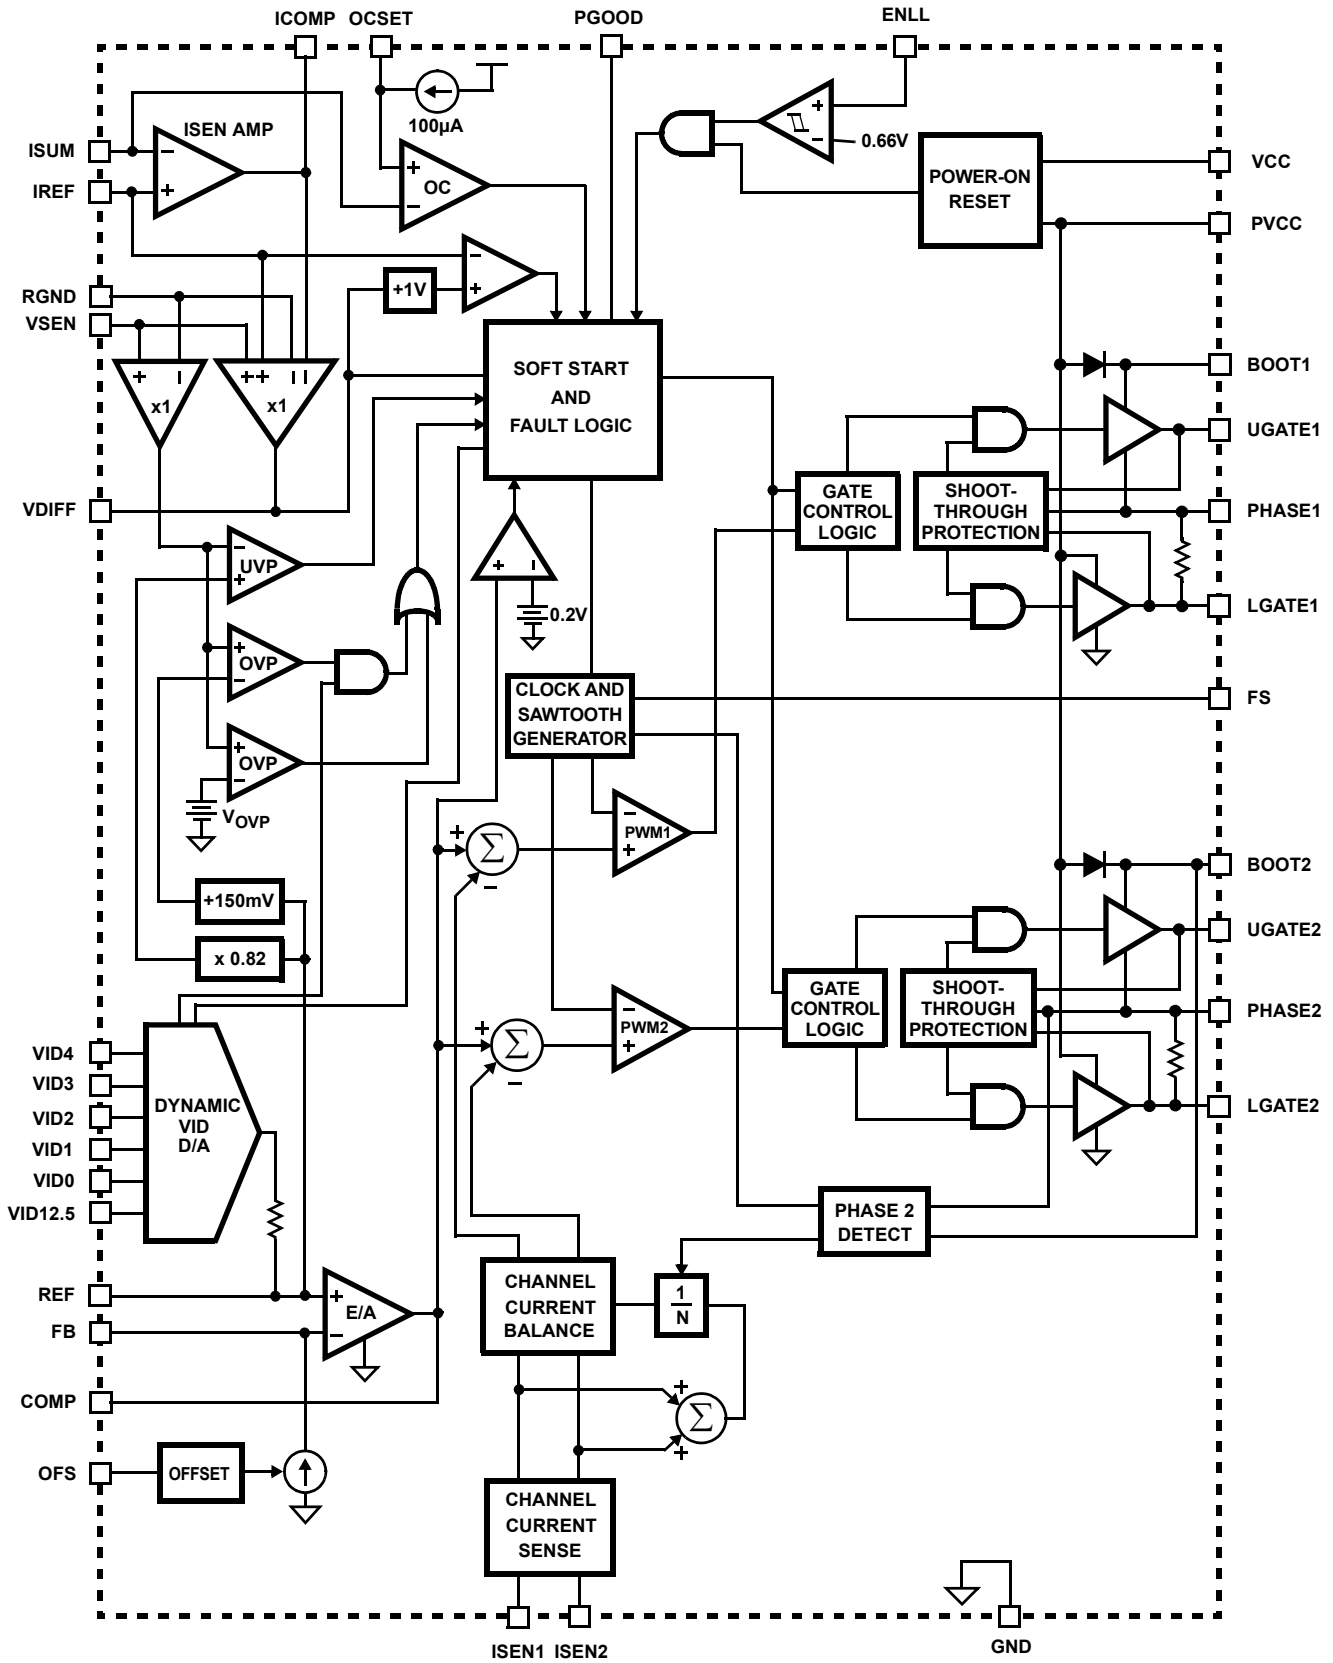 ICOMP OCSET PGOOD ENLL
ISEN AMP
100µA
ISUM
−
+
IREF
+
−
OC
+
−
0.66V
POWER-ON
RESET
VCC
PVCC
RGND
VSEN
−
+
+1V
+ −
x1
+ + − −
x1
SOFT START
AND
FAULT LOGIC
BOOT1
UGATE1
VDIFF
GATE
CONTROL
LOGIC
SHOOT-
THROUGH
PROTECTION
PHASE1
−
+
UVP
+ −
0.2V
LGATE1
+
−
OVP
CLOCK AND
SAWTOOTH
GENERATOR
FS
+
−
OVP
VOVP
+
Σ
−
−
+
PWM1
BOOT2
+150mV
x 0.82
UGATE2
GATE
CONTROL
LOGIC
SHOOT-
THROUGH
PROTECTION
PHASE2
+
Σ
−
−
+
PWM2
VID4
VID3
VID2
VID1
VID0
VID12.5
DYNAMIC
VID
D/A
LGATE2
PHASE 2
DETECT
REF
FB
+
−
E/A
CHANNEL
CURRENT
BALANCE
1
N
COMP
+
Σ
+
OFS
OFFSET
CHANNEL
CURRENT
SENSE
ISEN1 ISEN2
GND